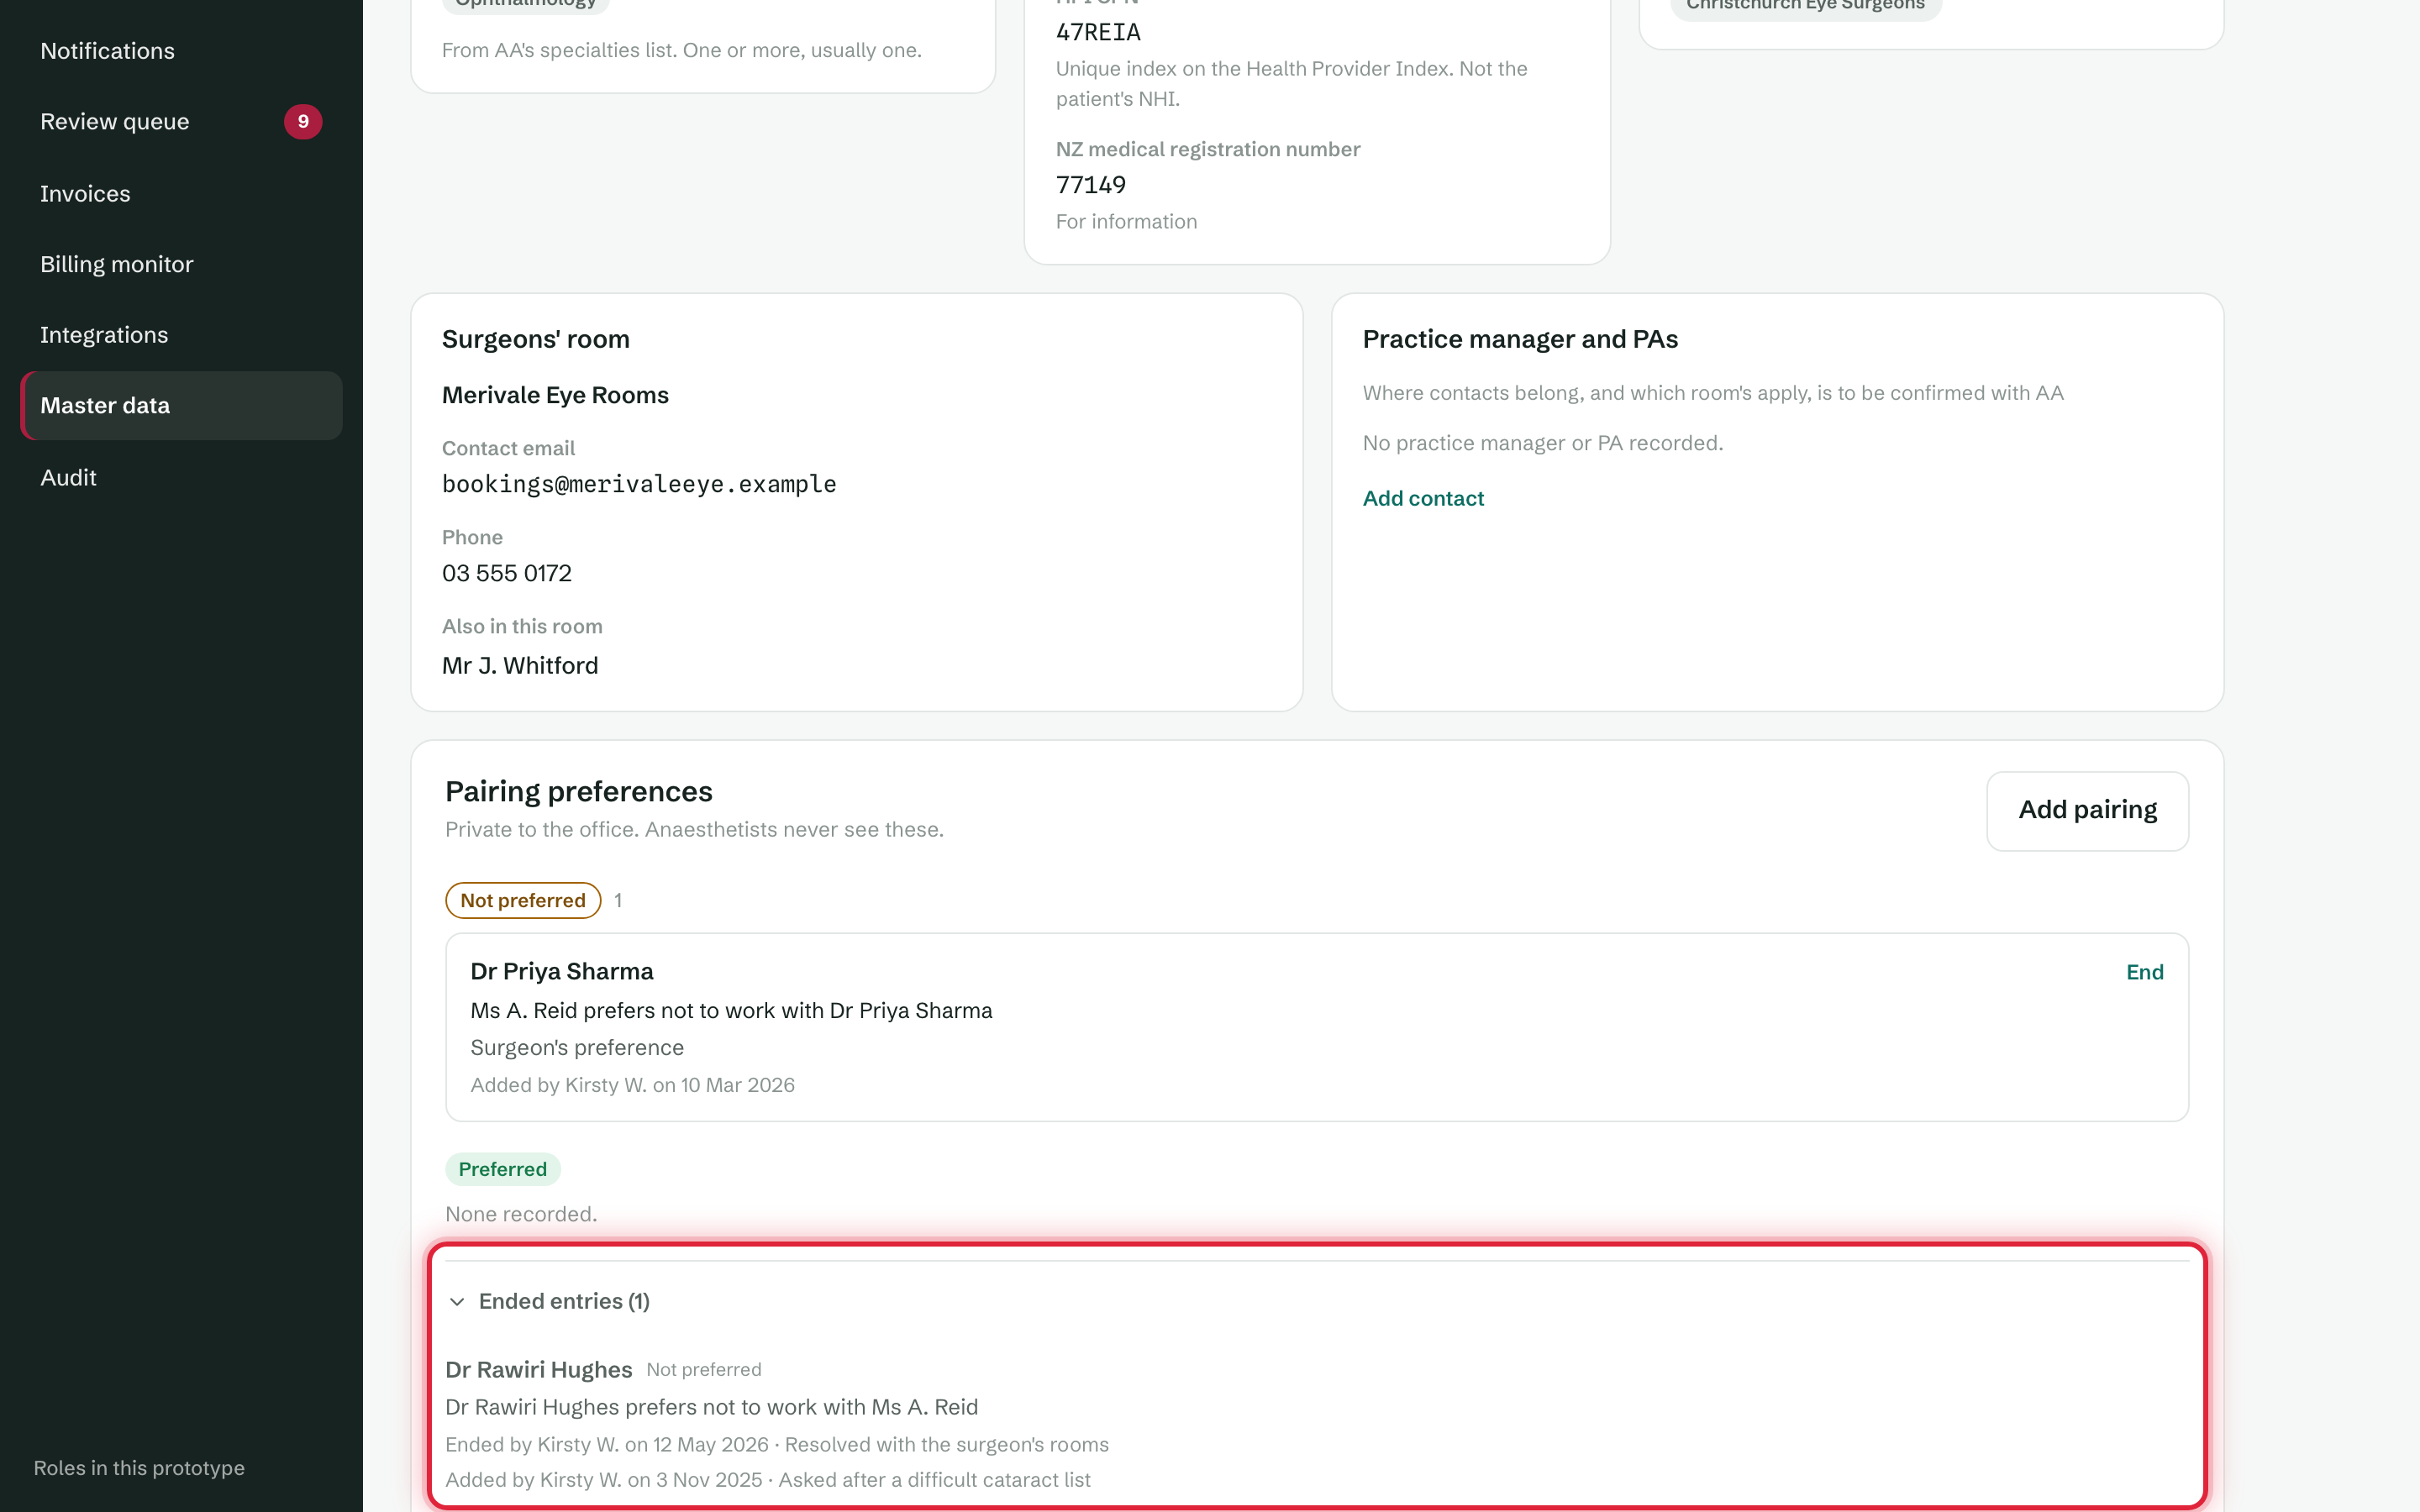 Notifications
Review queue
9
Invoices
Billing monitor
Integrations
Master data
Audit
Roles in this prototype
Ophthalmology
From AA's specialties list. One or more, usually one.
47REIA
Unique index on the Health Provider Index. Not the
patient's NHI.
NZ medical registration number
77149
For information
Christchurch Eye Surgeons
Surgeons' room
Merivale Eye Rooms
Contact email
bookings@merivaleeye.example
Phone
03 555 0172
Also in this room
Mr J. Whitford
Practice manager and PAs
Where contacts belong, and which room's apply, is to be confirmed with AA
No practice manager or PA recorded.
Add contact
Pairing preferences
Private to the office. Anaesthetists never see these.
Add pairing
Not preferred 1
Dr Priya Sharma
End
Ms A. Reid prefers not to work with Dr Priya Sharma
Surgeon's preference
Added by Kirsty W. on 10 Mar 2026
Preferred
None recorded.
Ended entries (1)
Dr Rawiri Hughes Not preferred
Dr Rawiri Hughes prefers not to work with Ms A. Reid
Ended by Kirsty W. on 12 May 2026 · Resolved with the surgeon's rooms
Added by Kirsty W. on 3 Nov 2025 · Asked after a difficult cataract list